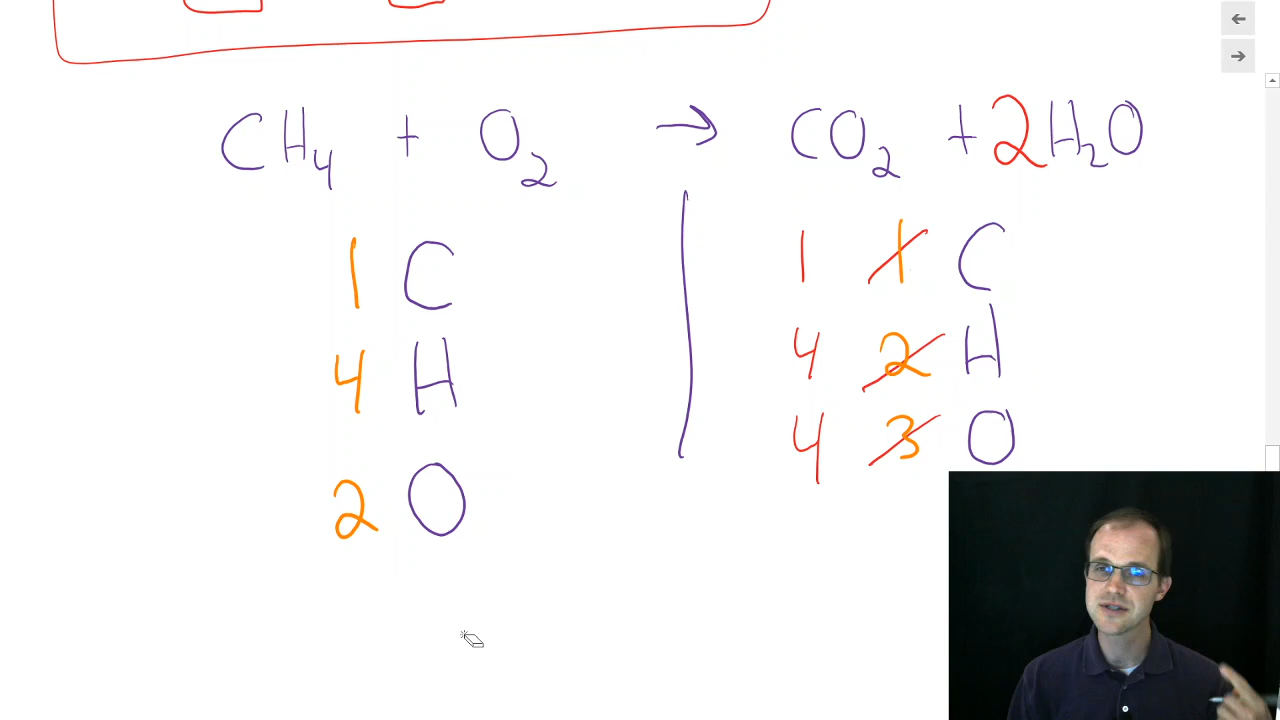 CH₄ + O₂ → CO₂ + 2H₂O
1 C 1 1 C
4 H 4 2 H
2 O 4 3 O